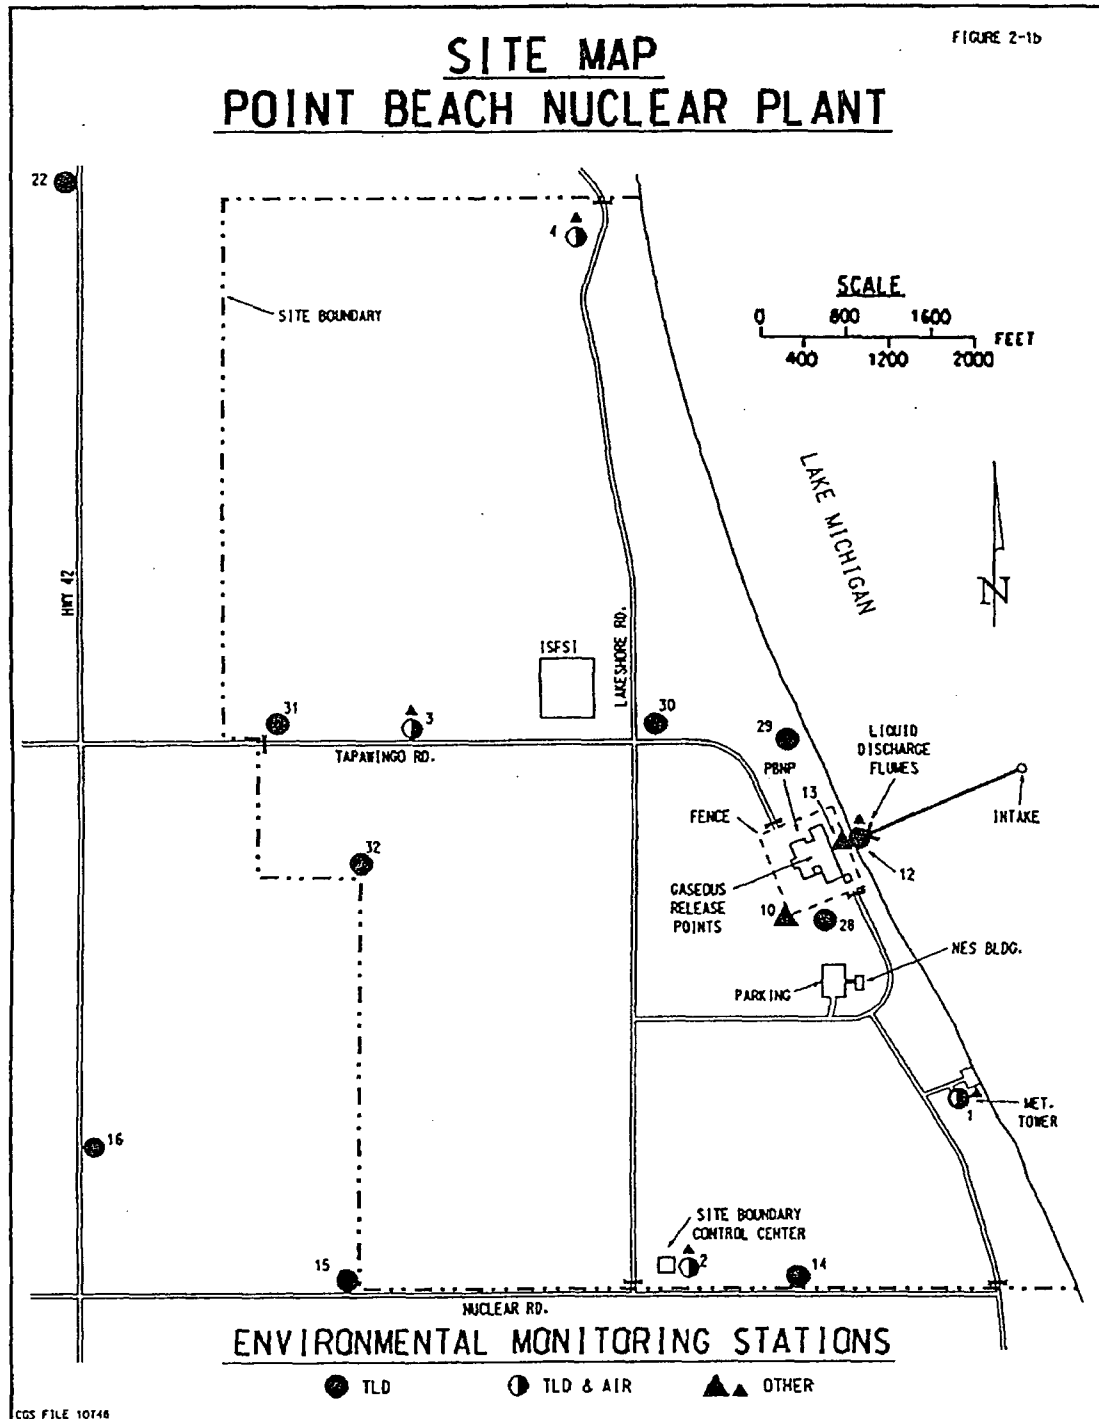 FIGURE 2-1b
SITE MAP
POINT BEACH NUCLEAR PLANT
22
4
SITE BOUNDARY
SCALE
0 800 1600
FEET
400 1200 2000
LAKE MICHIGAN
N
HWY 42
LAKESHORE RD.
ISFSI
31
3
30
29
TAPAWINGO RD.
LIQUID
DISCHARGE
FLUMES
PBNP
13
FENCE
INTAKE
32
12
GASEOUS
RELEASE
POINTS
10
28
NES BLDG.
PARKING
1
MET.
TOWER
16
SITE BOUNDARY
CONTROL CENTER
15
2
14
NUCLEAR RD.
ENVIRONMENTAL MONITORING STATIONS
TLD
TLD & AIR
OTHER
CGS FILE 10746